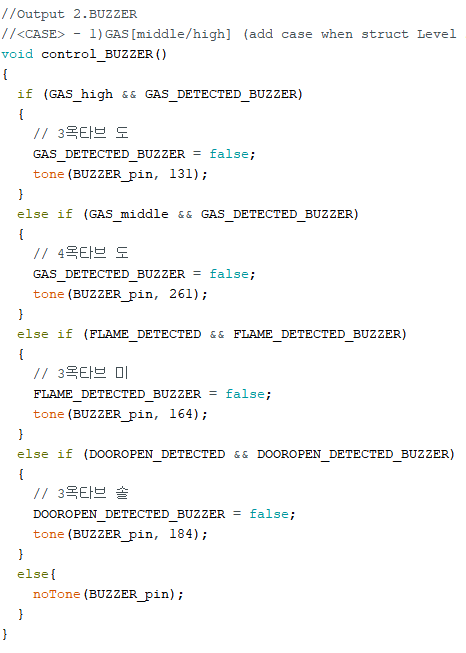 //Output 2.BUZZER
//<CASE> - 1)GAS[middle/high] (add case when struct Level
void control_BUZZER()
{
  if (GAS_high && GAS_DETECTED_BUZZER)
  {
    // 3옥타브 도
    GAS_DETECTED_BUZZER = false;
    tone(BUZZER_pin, 131);
  }
  else if (GAS_middle && GAS_DETECTED_BUZZER)
  {
    // 4옥타브 도
    GAS_DETECTED_BUZZER = false;
    tone(BUZZER_pin, 261);
  }
  else if (FLAME_DETECTED && FLAME_DETECTED_BUZZER)
  {
    // 3옥타브 미
    FLAME_DETECTED_BUZZER = false;
    tone(BUZZER_pin, 164);
  }
  else if (DOOROPEN_DETECTED && DOOROPEN_DETECTED_BUZZER)
  {
    // 3옥타브 솔
    DOOROPEN_DETECTED_BUZZER = false;
    tone(BUZZER_pin, 184);
  }
  else{
    noTone(BUZZER_pin);
  }
}